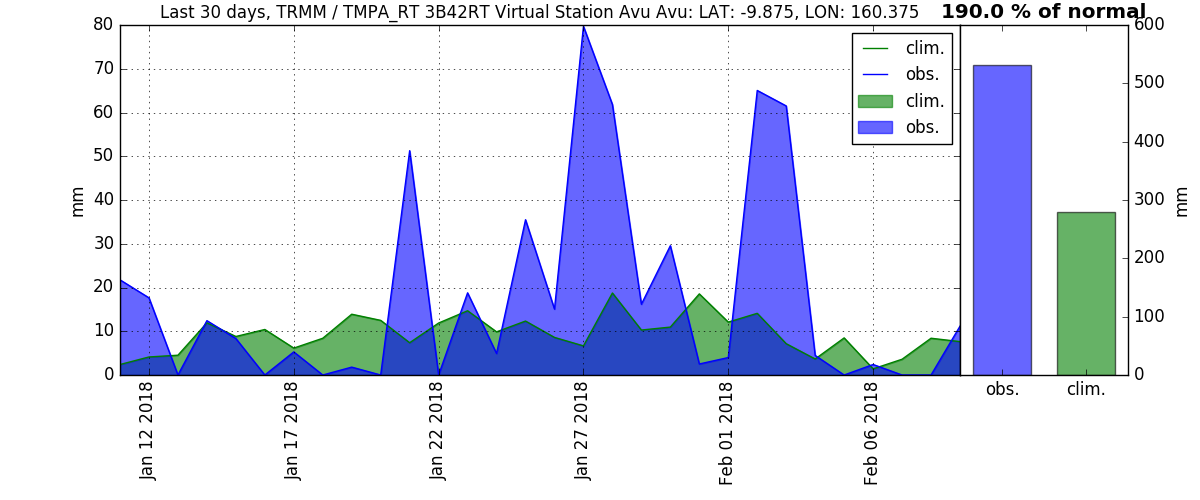 Last 30 days, TRMM / TMPA_RT 3B42RT Virtual Station Avu Avu: LAT: -9.875, LON: 160.375
190.0 % of normal
80
70
60
50
40
30
20
10
0
mm
clim.
obs.
clim.
obs.
Jan 12 2018
Jan 17 2018
Jan 22 2018
Jan 27 2018
Feb 01 2018
Feb 06 2018
600
500
400
300
200
100
0
mm
obs.
clim.